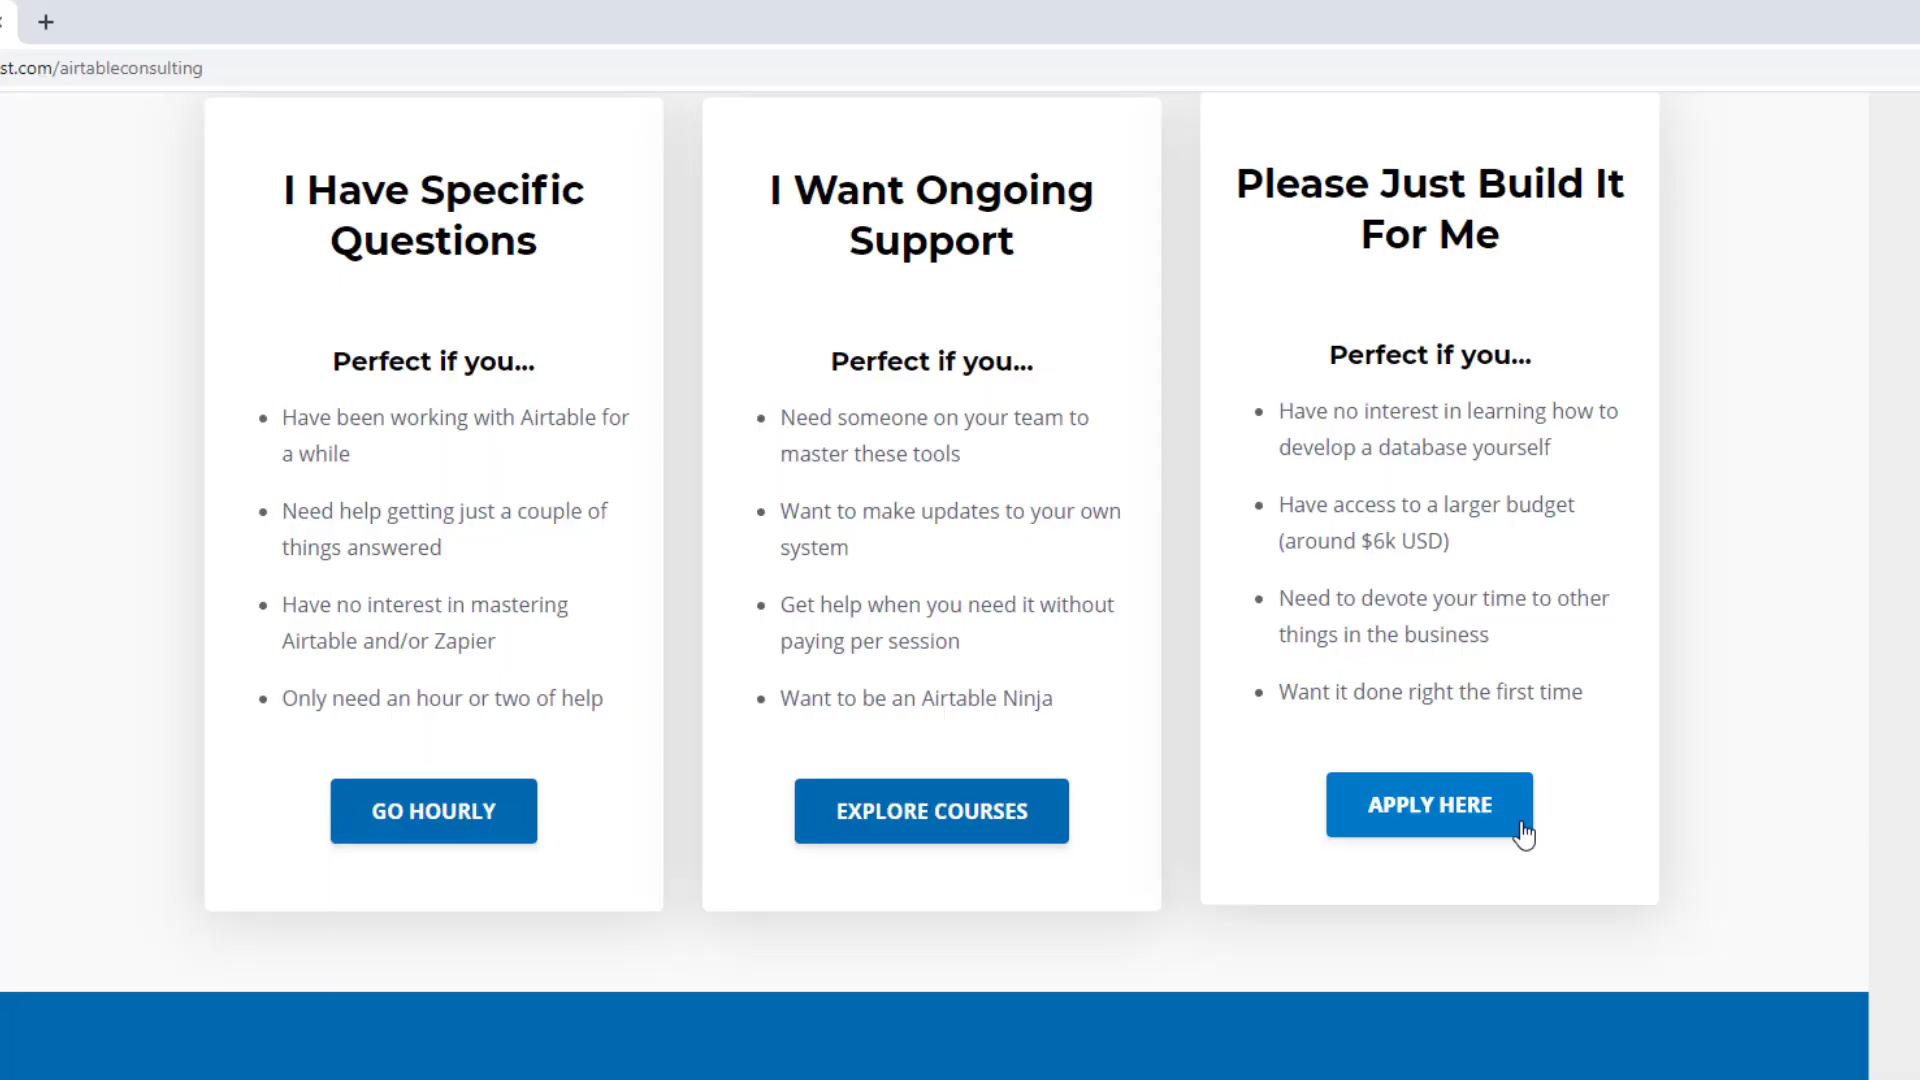 st.com/airtableconsulting
I Have Specific
Questions
Perfect if you...
Have been working with Airtable for
a while
Need help getting just a couple of
things answered
Have no interest in mastering
Airtable and/or Zapier
Only need an hour or two of help
GO HOURLY
I Want Ongoing
Support
Perfect if you...
Need someone on your team to
master these tools
Want to make updates to your own
system
Get help when you need it without
paying per session
Want to be an Airtable Ninja
EXPLORE COURSES
Please Just Build It
For Me
Perfect if you...
Have no interest in learning how to
develop a database yourself
Have access to a larger budget
(around $6k USD)
Need to devote your time to other
things in the business
Want it done right the first time
APPLY HERE